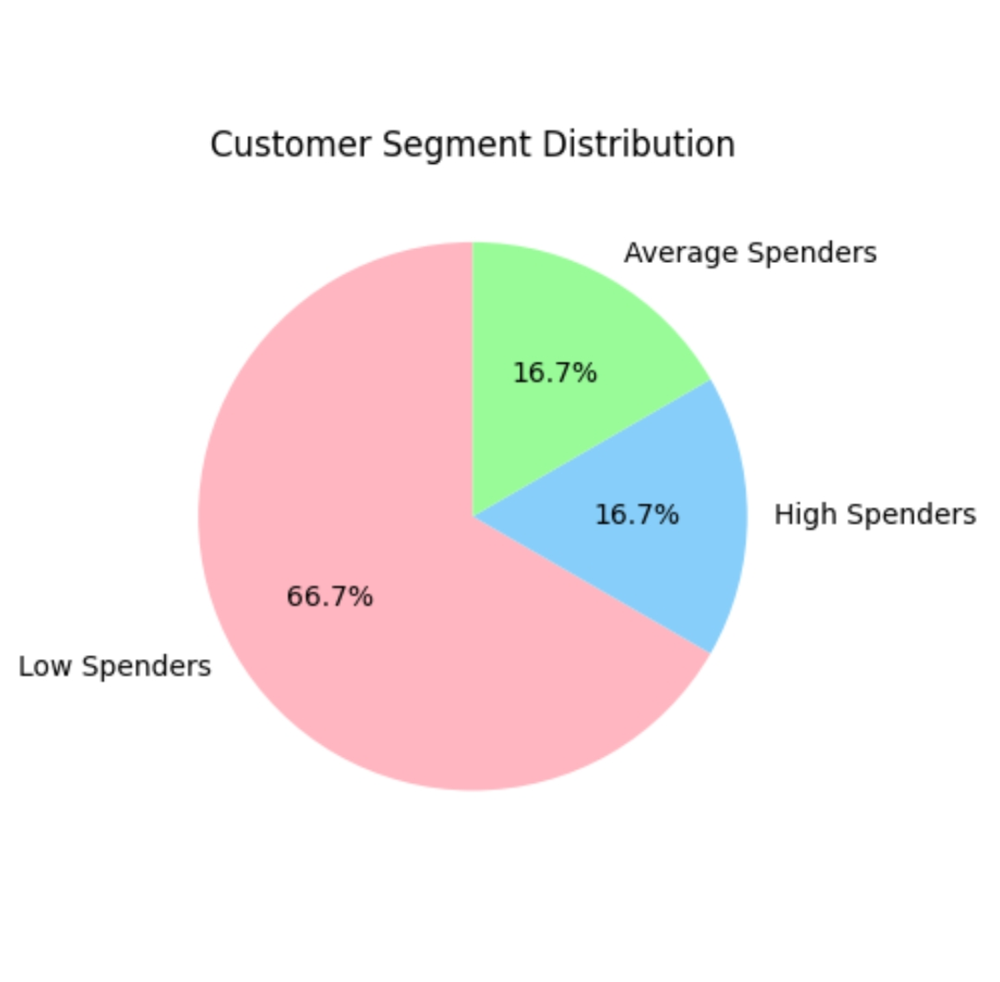 Customer Segment Distribution
Average Spenders
16.7%
16.7%
High Spenders
66.7%
Low Spenders